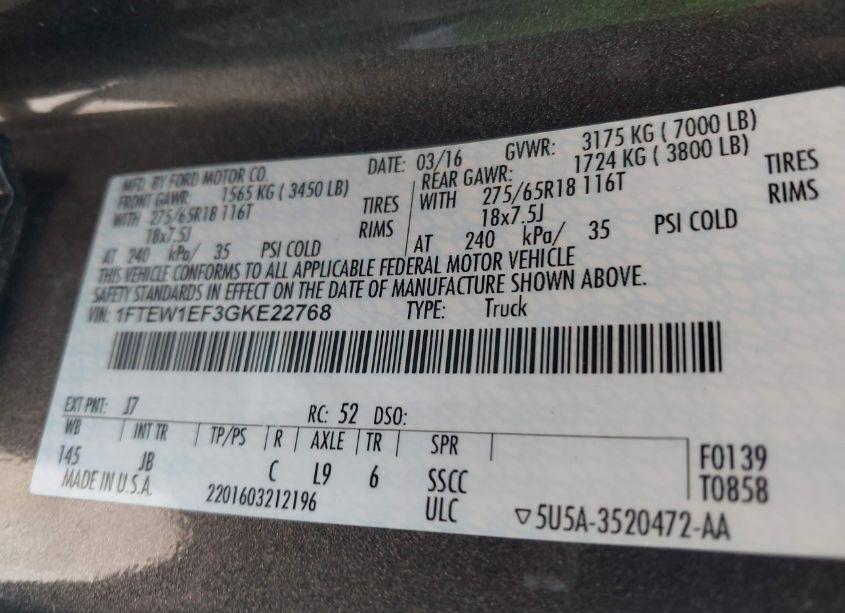 MFD. BY FORD MOTOR CO. DATE: 03/16 GVWR: 3175 KG ( 7000 LB)
FRONT GAWR: 1565 KG ( 3450 LB) REAR GAWR: 1724 KG ( 3800 LB)
WITH 275/65R18 116T TIRES WITH 275/65R18 116T TIRES
18x7.5J RIMS 18x7.5J RIMS
AT 240 kPa/ 35 PSI COLD AT 240 kPa/ 35 PSI COLD
THIS VEHICLE CONFORMS TO ALL APPLICABLE FEDERAL MOTOR VEHICLE
SAFETY STANDARDS IN EFFECT ON THE DATE OF MANUFACTURE SHOWN ABOVE.
VIN: 1FTEW1EF3GKE22768 TYPE: Truck
EXT PNT: J7 RC: 52 DSO:
WB INT TR TP/PS R AXLE TR SPR
145 JB C L9 6 SSCC F0139
MADE IN U.S.A. 2201603212196 ULC T0858
▽5U5A-3520472-AA